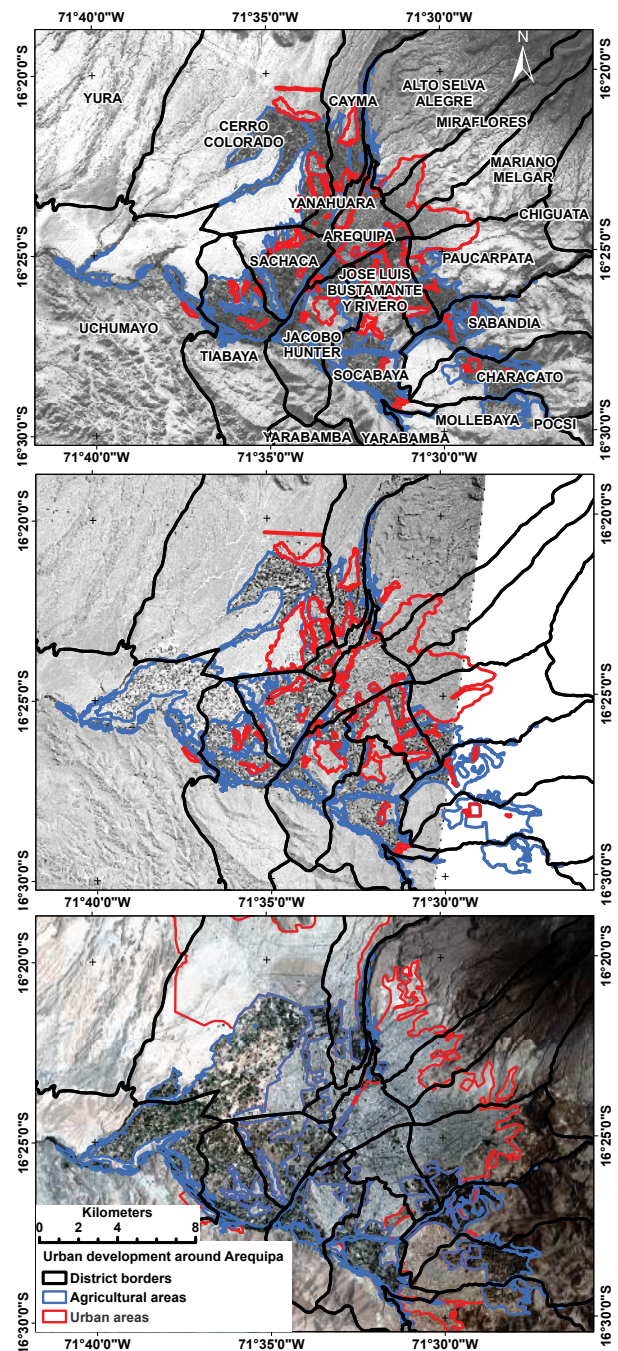 71°40'0"W 71°35'0"W 71°30'0"W
16°20'0"S 16°20'0"S
16°25'0"S 16°25'0"S
16°30'0"S 16°30'0"S
N
YURA
CAYMA
ALTO SELVA
ALEGRE
MIRAFLORES
CERRO
COLORADO
MARIANO
MELGAR
YANAHUARA
CHIGUATA
AREQUIPA
SACHACA
PAUCARPATA
JOSE LUIS
BUSTAMANTE
Y RIVERO
UCHUMAYO
SABANDIA
JACOBO
HUNTER
TIABAYA
SOCABAYA
CHARACATO
MOLLEBAYA
POCSI
YARABAMBA YARABAMBA
71°40'0"W 71°35'0"W 71°30'0"W
16°20'0"S 16°20'0"S
16°25'0"S 16°25'0"S
16°30'0"S 16°30'0"S
71°40'0"W 71°35'0"W 71°30'0"W
16°20'0"S 16°20'0"S
16°25'0"S 16°25'0"S
16°30'0"S 16°30'0"S
Kilometers
0 2 4 6 8
Urban development around Arequipa
District borders
Agricultural areas
Urban areas
71°40'0"W 71°35'0"W 71°30'0"W